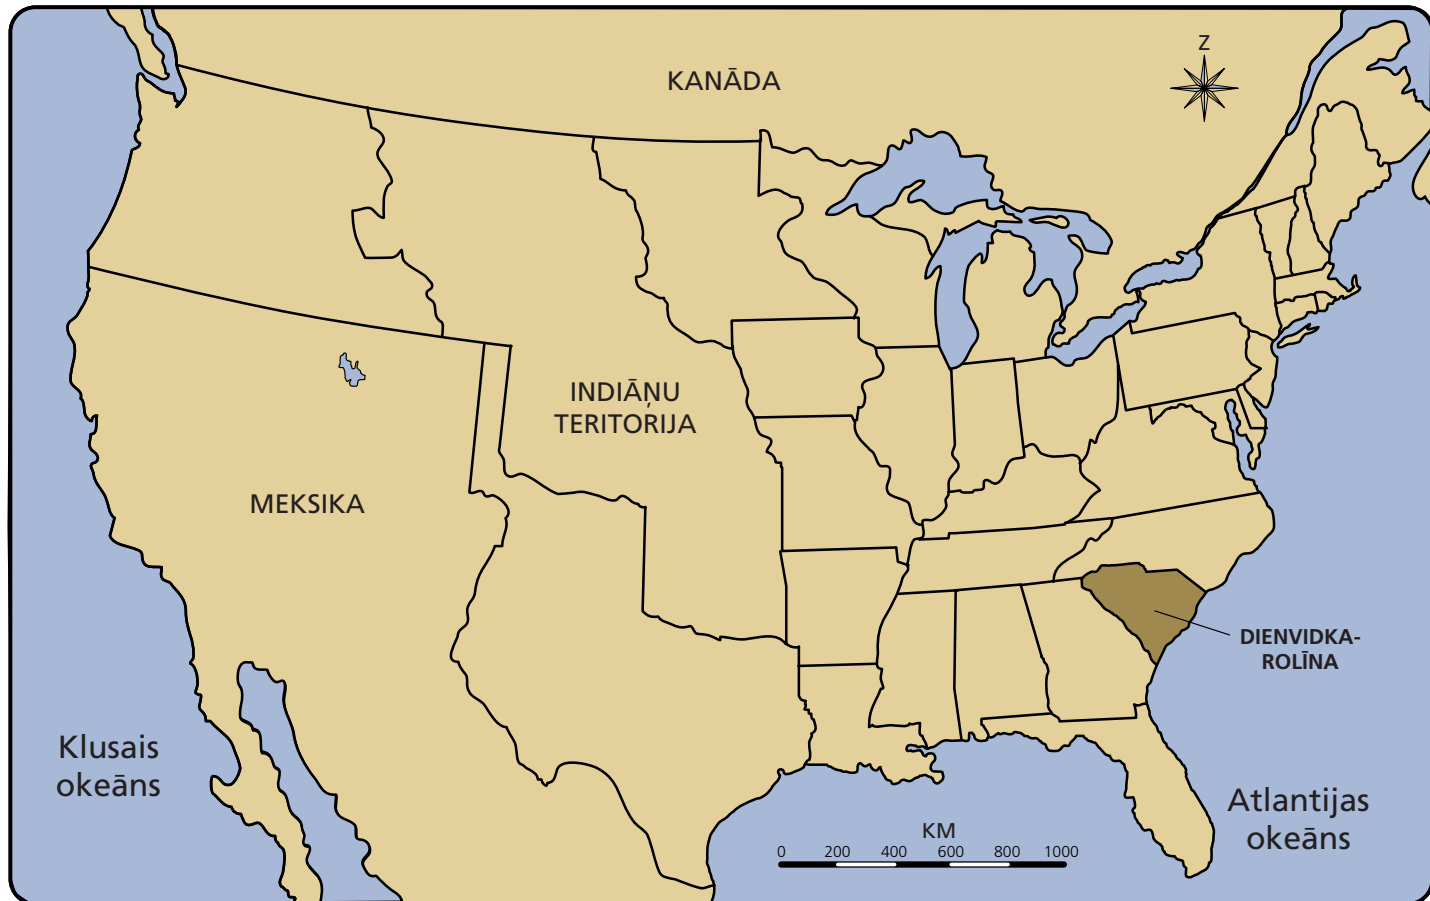 Z
KANĀDA
INDIĀŅU
TERITORIJA
MEKSIKA
DIENVIDKA-
ROLĪNA
Klusais
okeāns
Atlantijas
okeāns
KM
0 200 400 600 800 1000